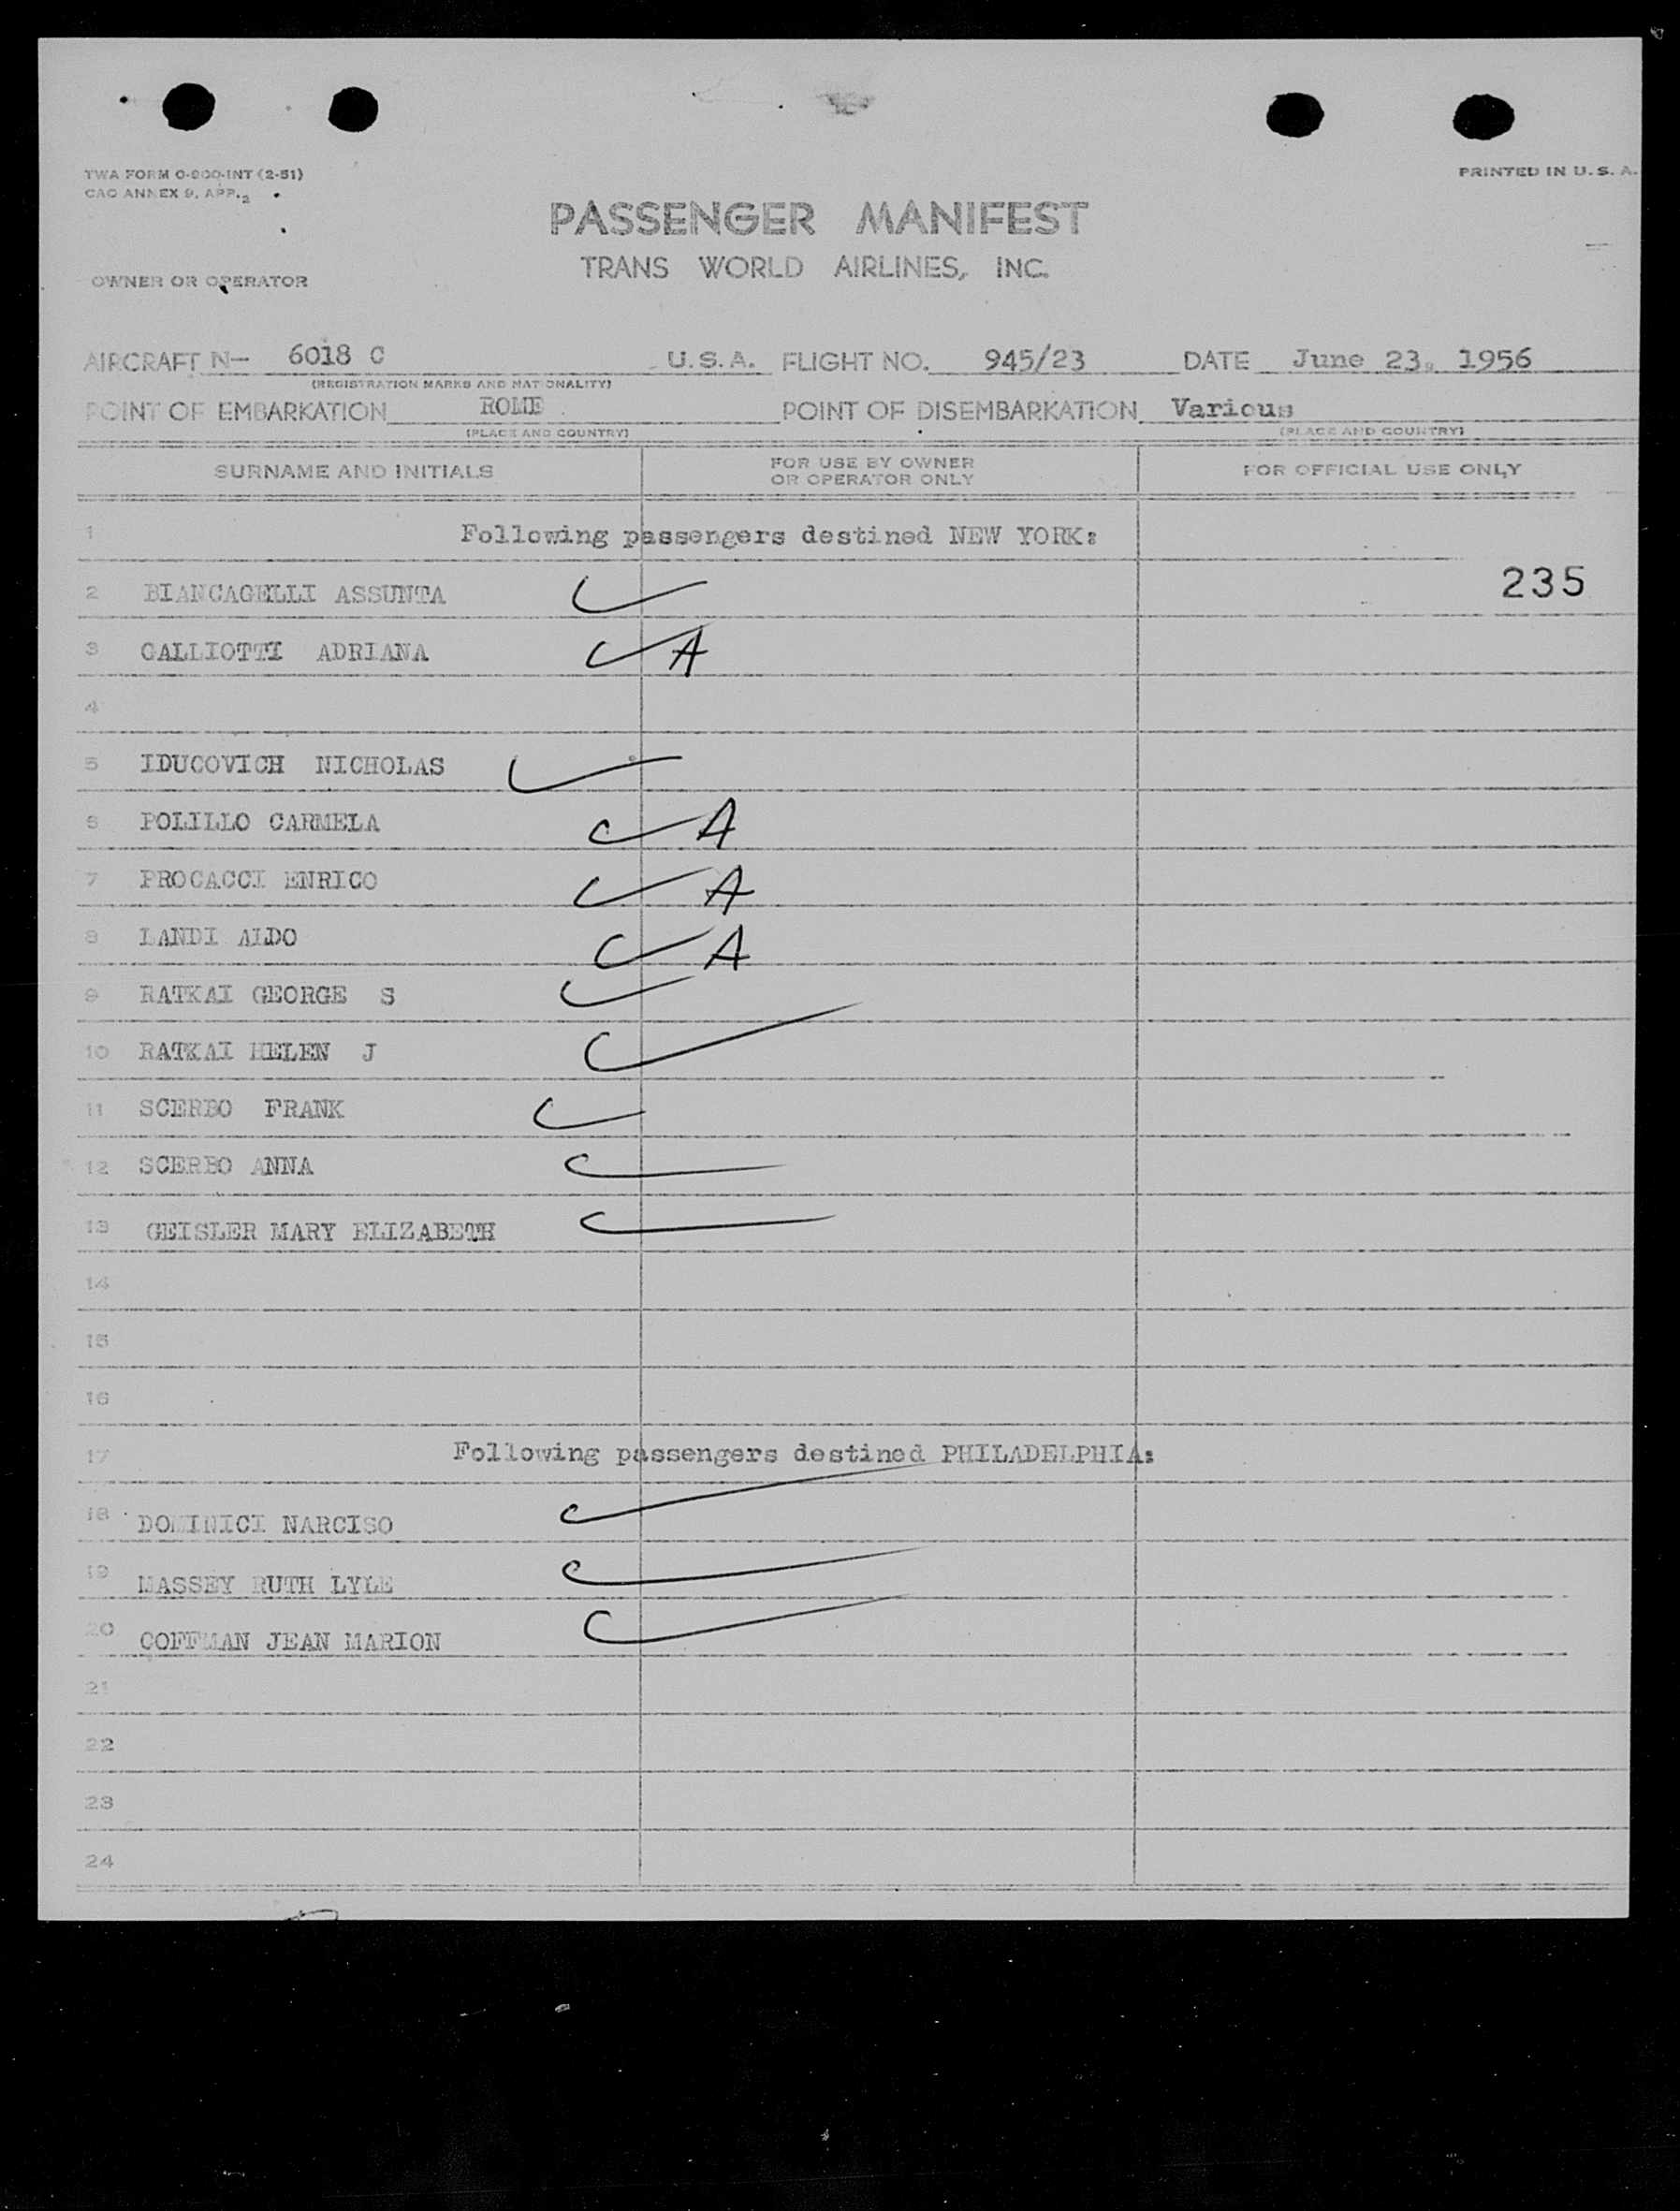 TWA FORM O-900-INT (2-51)
PRINTED IN U. S. A.
CAO ANNEX 9, APP. 2
PASSENGER MANIFEST
TRANS WORLD AIRLINES, INC.
OWNER OR OPERATOR
AIRCRAFT N— 6018 C U.S.A. FLIGHT NO. 945/23 DATE June 23, 1956
(REGISTRATION MARKS AND NATIONALITY)
POINT OF EMBARKATION ROME POINT OF DISEMBARKATION Various
(PLACE AND COUNTRY) (PLACE AND COUNTRY)
SURNAME AND INITIALS FOR USE BY OWNER OR OPERATOR ONLY FOR OFFICIAL USE ONLY
1 Following passengers destined NEW YORK:
2 BIANCAGELLI ASSUNTA 235
3 CALLIOTTI ADRIANA A
4
5 IDUCOVICH NICHOLAS
6 POLILLO CARMELA A
7 PROCACCI ENRICO A
8 LANDI ALDO A
9 RATKAI GEORGE S
10 RATKAI HELEN J
11 SCERBO FRANK
12 SCERBO ANNA
13 GEISLER MARY ELIZABETH
14
15
16
17 Following passengers destined PHILADELPHIA:
18 DOMINICI NARCISO
19 MASSEY RUTH LYLE
20 COFFMAN JEAN MARION
21
22
23
24